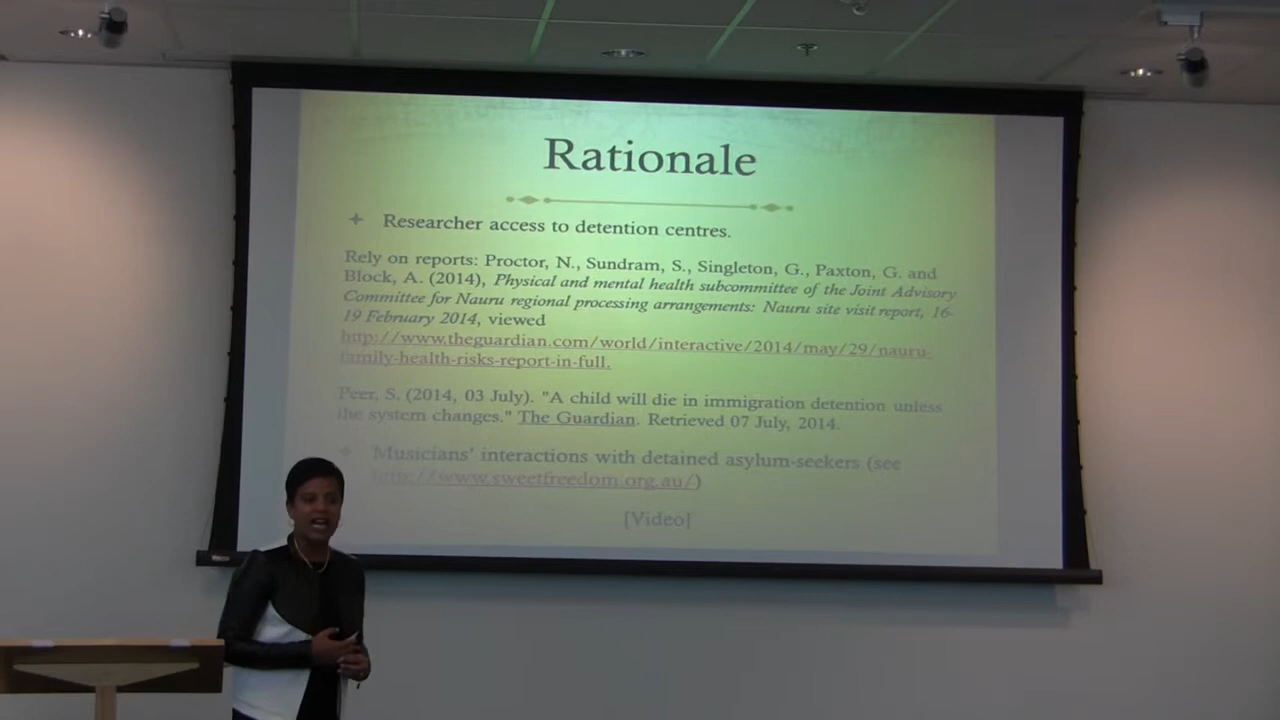 Rationale
Researcher access to detention centres.
Rely on reports: Proctor, N., Sundram, S., Singleton, G., Paxton, G. and
Block, A. (2014), Physical and mental health subcommittee of the Joint Advisory
Committee for Nauru regional processing arrangements: Nauru site visit report, 16-
19 February 2014, viewed
http://www.theguardian.com/world/interactive/2014/may/29/nauru-
family-health-risks-report-in-full.
Peer, S. (2014, 03 July). "A child will die in immigration detention unless
the system changes." The Guardian. Retrieved 07 July, 2014.
Musicians' interactions with detained asylum-seekers (see
http://www.sweetfreedom.org.au/)
[Video]